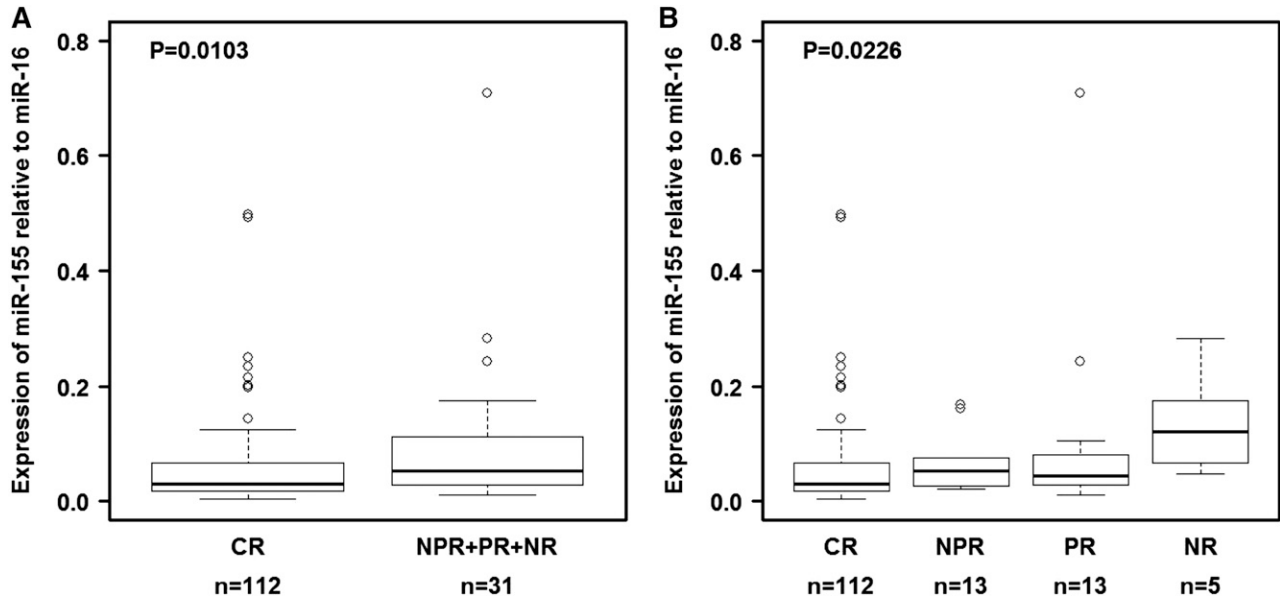 A
P=0.0103
Expression of miR-155 relative to miR-16
0.8
0.6
0.4
0.2
0.0
CR
NPR+PR+NR
n=112
n=31
B
P=0.0226
Expression of miR-155 relative to miR-16
0.8
0.6
0.4
0.2
0.0
CR
NPR
PR
NR
n=112
n=13
n=13
n=5